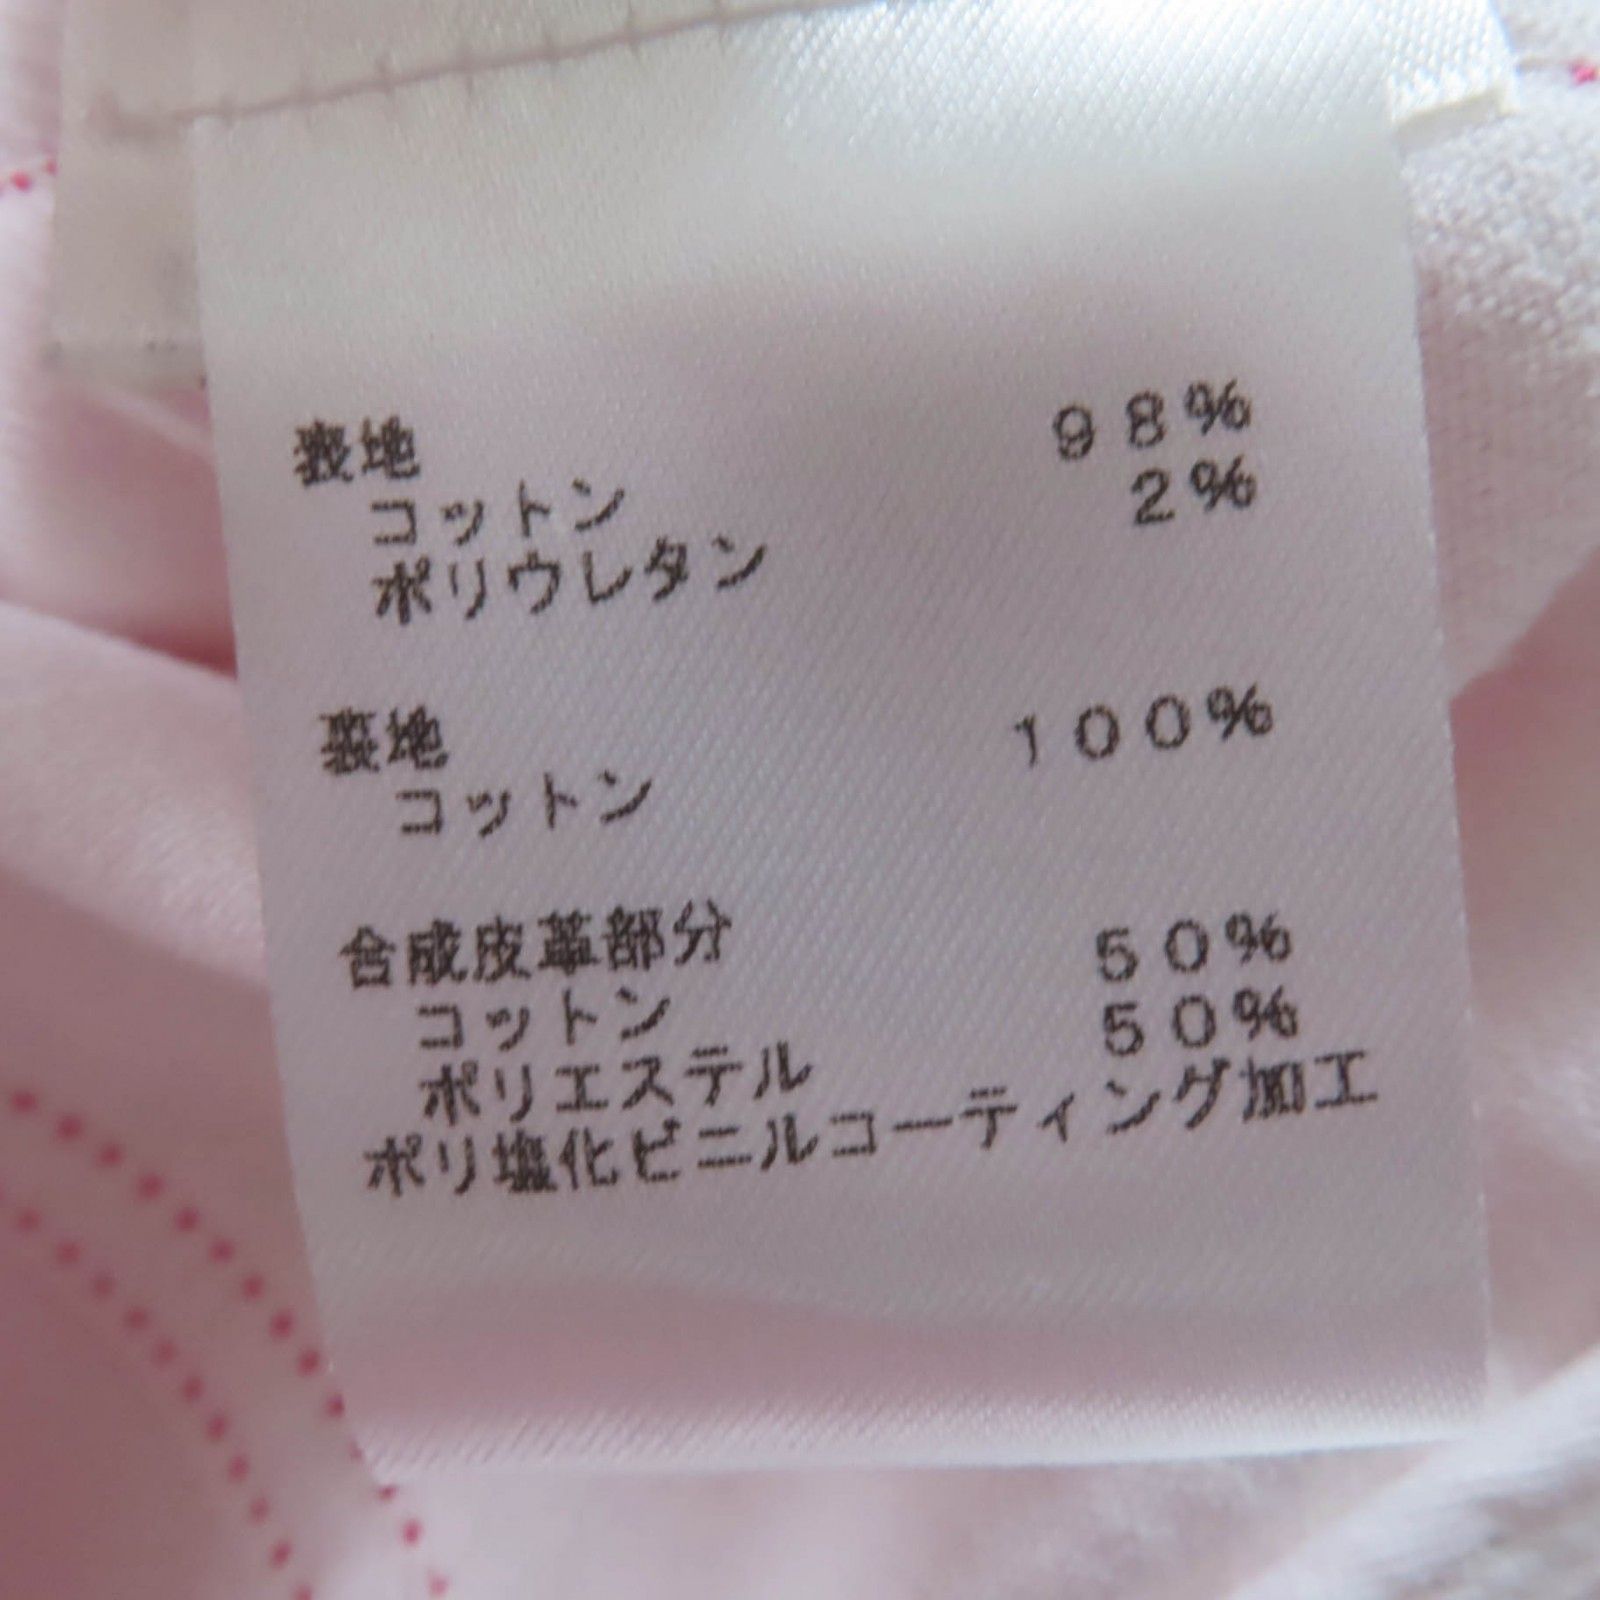 表地
コットン 98%
ポリウレタン 2%
裏地
コットン 100%
合成皮革部分
コットン 50%
ポリエステル 50%
ポリ塩化ビニルコーティング加工